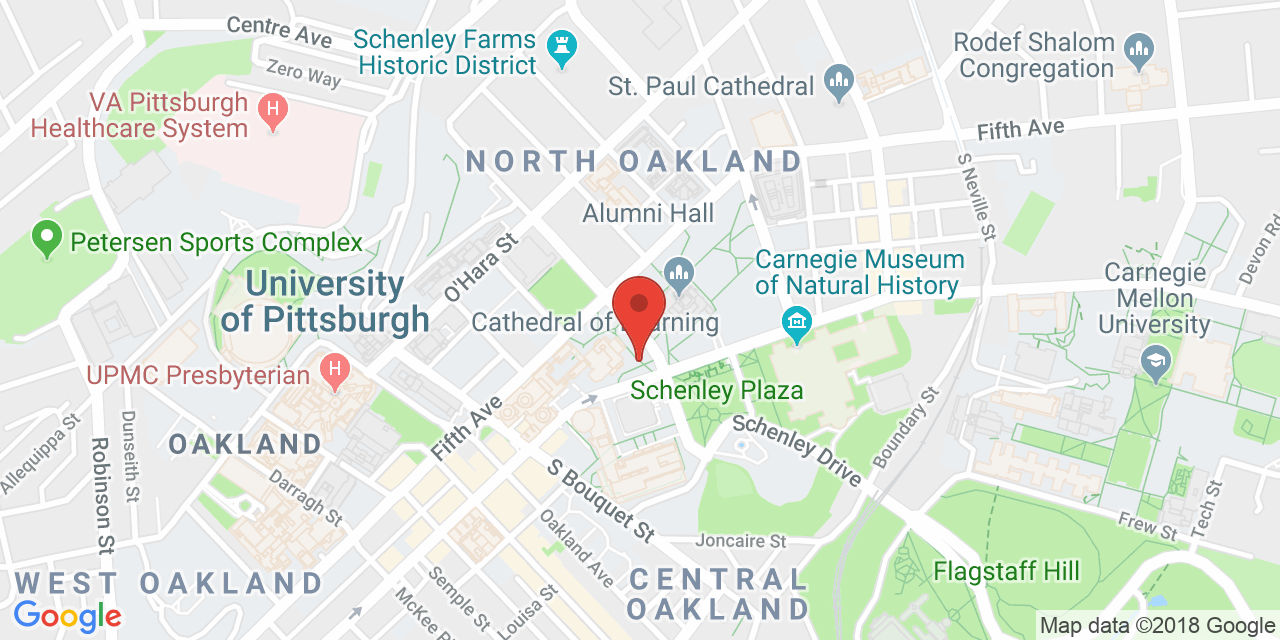 Centre Ave
Zero Way
Schenley Farms
Historic District
St. Paul Cathedral
Rodef Shalom
Congregation
VA Pittsburgh
Healthcare System
H
Fifth Ave
NORTH OAKLAND
S Neville St
Alumni Hall
Petersen Sports Complex
O'Hara St
Devon Rd
Carnegie Museum
of Natural History
Carnegie
Mellon
University
University
of Pittsburgh
Cathedral of
UPMC Presbyterian
H
Schenley Plaza
Fifth Ave
Schenley Drive
Boundary St
Allequippa St
Robinson St
Dunseith St
OAKLAND
Darragh St
S Bouquet St
Oakland Ave
Joncaire St
Frew St
Tech St
WEST OAKLAND
Semple St
Louisa St
McKee
CENTRAL
OAKLAND
Flagstaff Hill
Google
Map data ©2018 Google